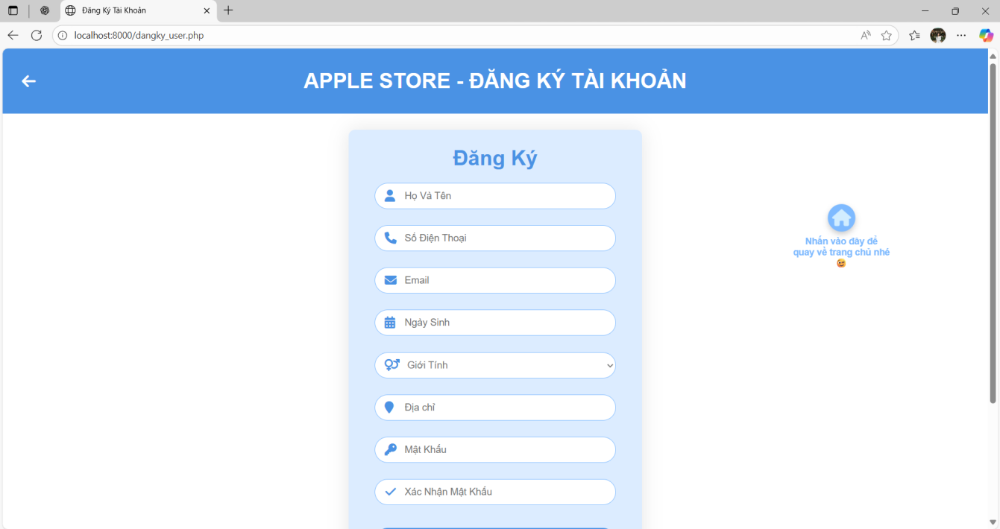 Đăng Ký Tài Khoản
localhost:8000/dangky_user.php
APPLE STORE - ĐĂNG KÝ TÀI KHOẢN
Đăng Ký
Họ Và Tên
Số Điện Thoại
Email
Ngày Sinh
Giới Tính
Địa chỉ
Mật Khẩu
Xác Nhận Mật Khẩu
Nhấn vào đây để
quay về trang chủ nhé
😅